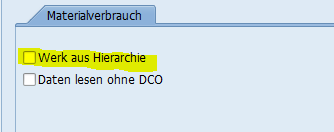 Materialverbrauch
Werk aus Hierarchie
Daten lesen ohne DCO